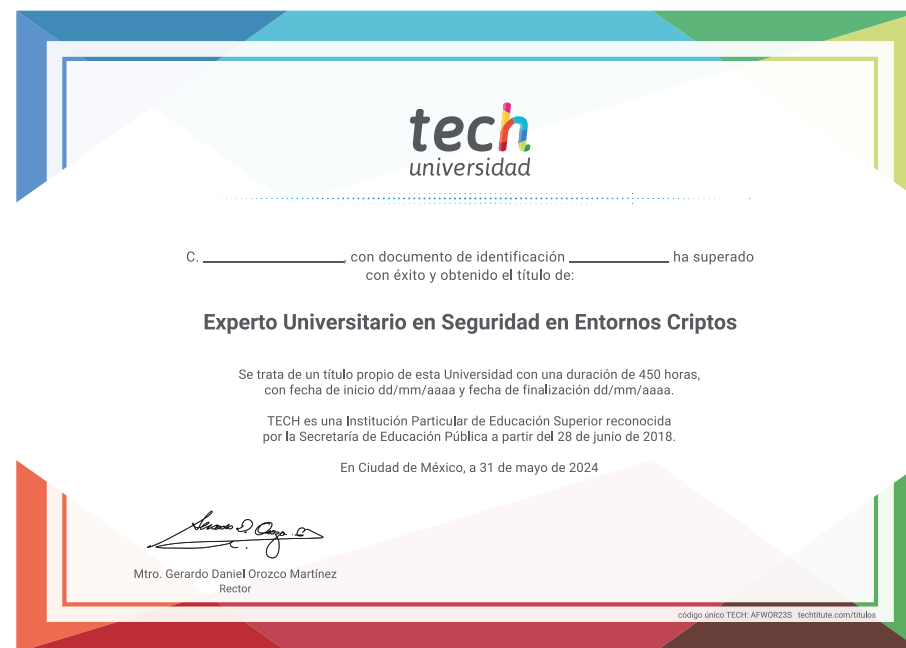 tech
universidad
C. ____________, con documento de identificación ____________ ha superado
con éxito y obtenido el título de:
Experto Universitario en Seguridad en Entornos Criptos
Se trata de un título propio de esta Universidad con una duración de 450 horas,
con fecha de inicio dd/mm/aaaa y fecha de finalización dd/mm/aaaa.
TECH es una Institución Particular de Educación Superior reconocida
por la Secretaría de Educación Pública a partir del 28 de junio de 2018.
En Ciudad de México, a 31 de mayo de 2024
Mtro. Gerardo Daniel Orozco Martínez
Rector
código único TECH: AFWOR23S techtitute.com/titulos